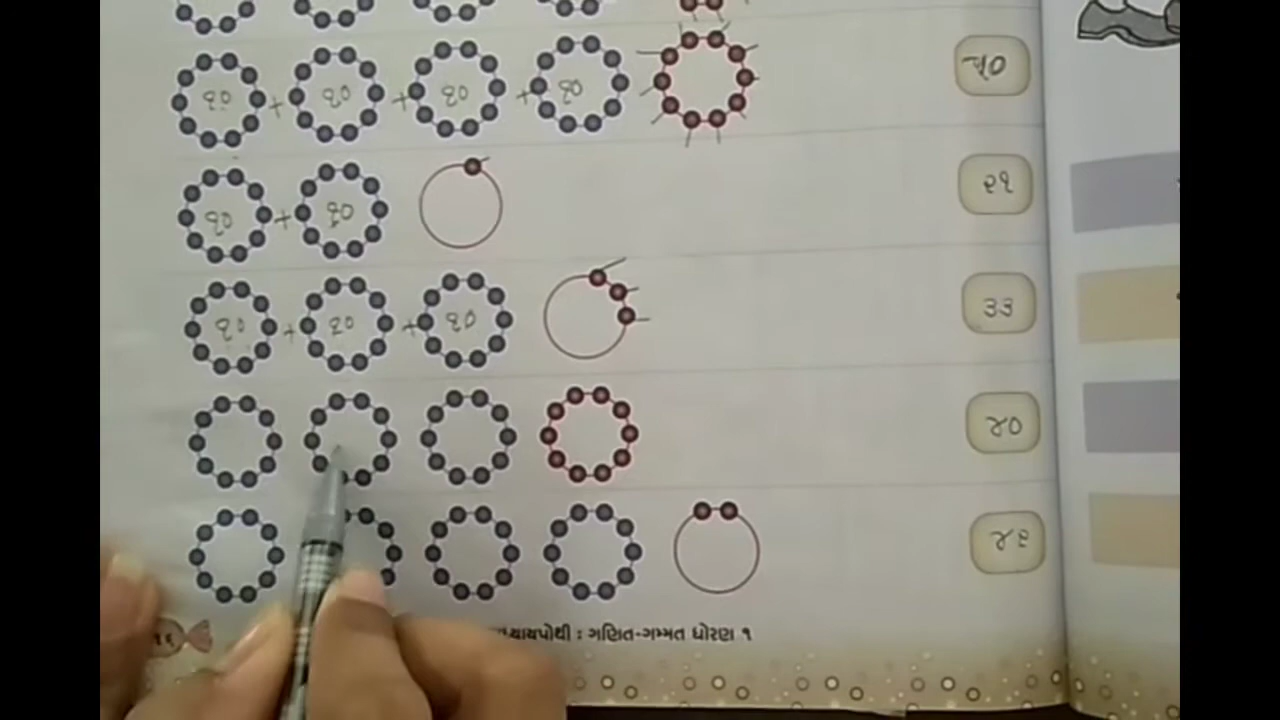 ૧૦ + ૧૦ + ૧૦ + ૧૦ ૫૦
૧૦ + ૧૦ ૨૧
૧૦ + ૧૦ + ૧૦ ૩૩
૪૦
૪૨
: ગણિત-ગમ્મત ધોરણ ૧